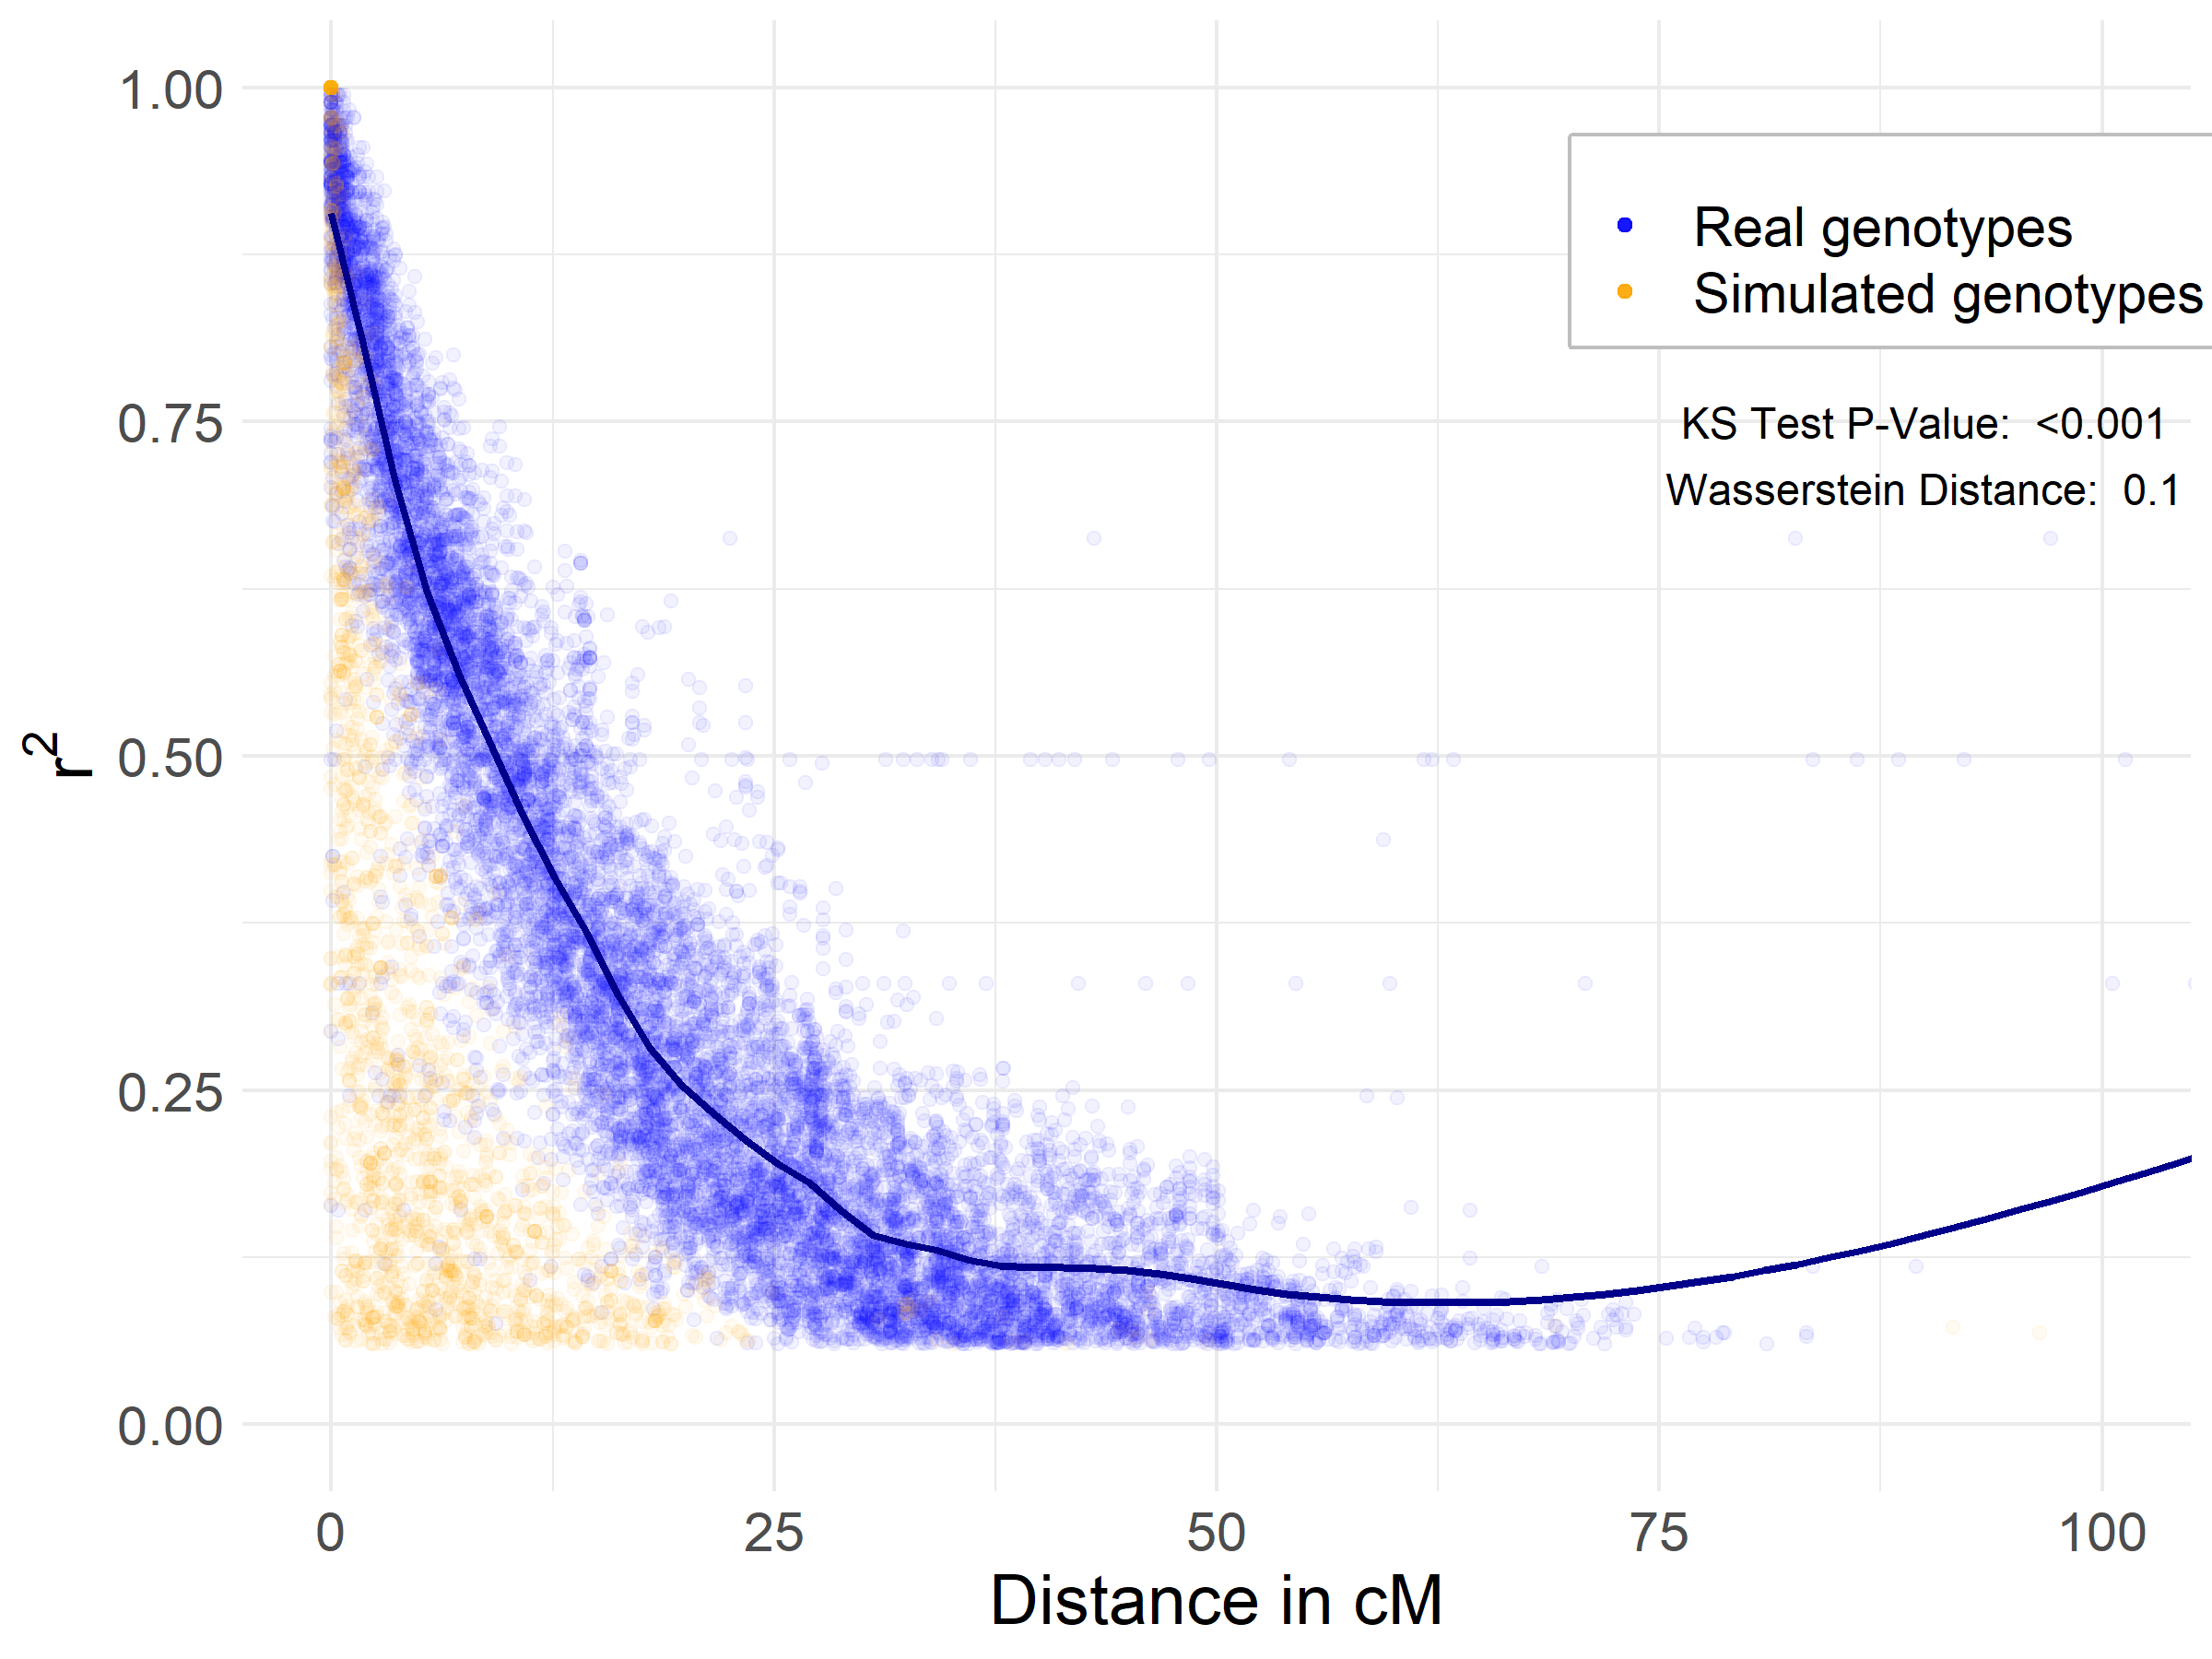 1.00
0.75
0.50
0.25
0.00
r²
Real genotypes
Simulated genotypes
KS Test P-Value: <0.001
Wasserstein Distance: 0.1
0 25 50 75 100
Distance in cM